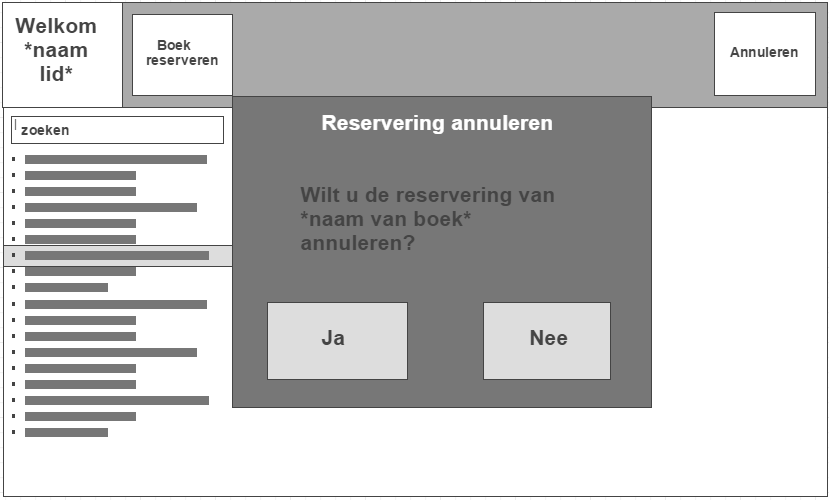 Welkom
*naam
lid*
Boek
reserveren
Annuleren
zoeken
Reservering annuleren
Wilt u de reservering van
*naam van boek*
annuleren?
Ja
Nee